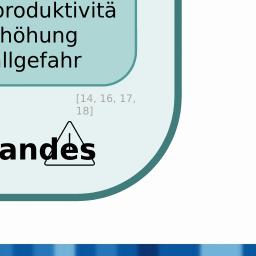 produktivitä
höhung
llgefahr
[14, 16, 17,
18]
andes